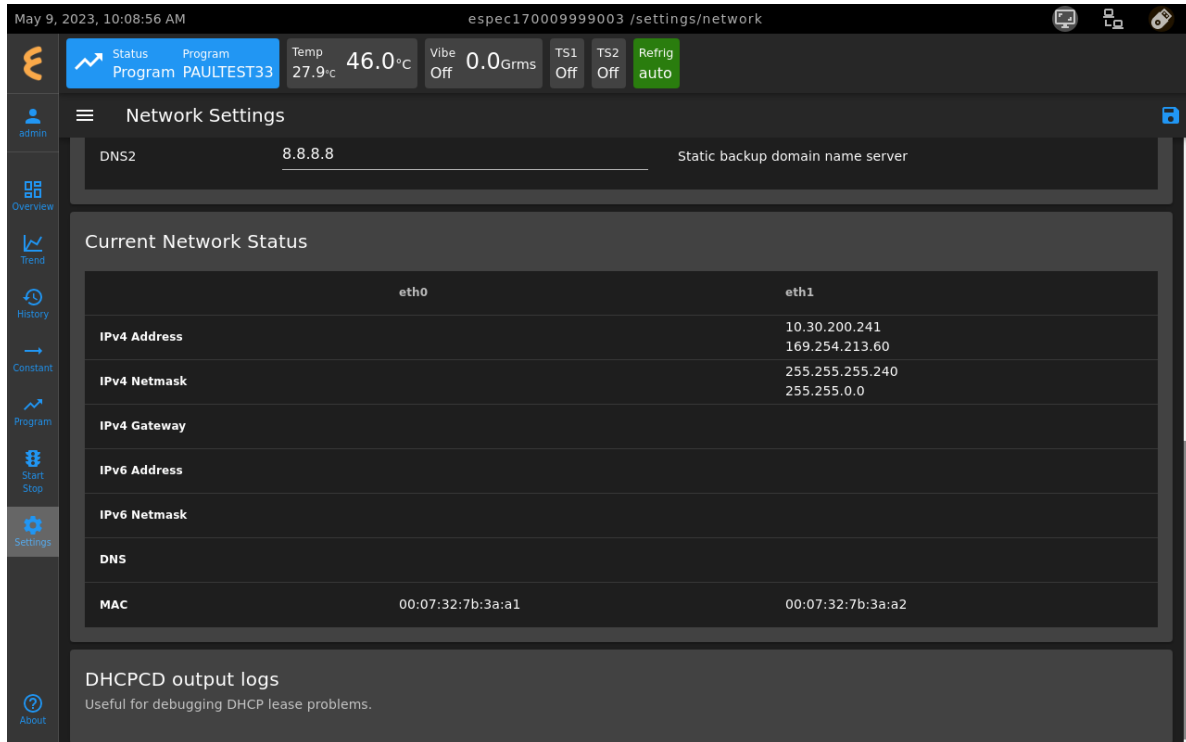 May 9, 2023, 10:08:56 AM espec170009999003 /settings/network
Status Program Temp Vibe TS1 TS2 Refrig
Program PAULTEST33 27.9°C 46.0°C Off 0.0Grms Off Off auto
admin
Network Settings
DNS2 8.8.8.8 Static backup domain name server
Overview
Trend
History
Constant
Program
Start
Stop
Settings
About
Current Network Status
eth0 eth1
IPv4 Address 10.30.200.241
169.254.213.60
IPv4 Netmask 255.255.255.240
255.255.0.0
IPv4 Gateway
IPv6 Address
IPv6 Netmask
DNS
MAC 00:07:32:7b:3a:a1 00:07:32:7b:3a:a2
DHCPCD output logs
Useful for debugging DHCP lease problems.